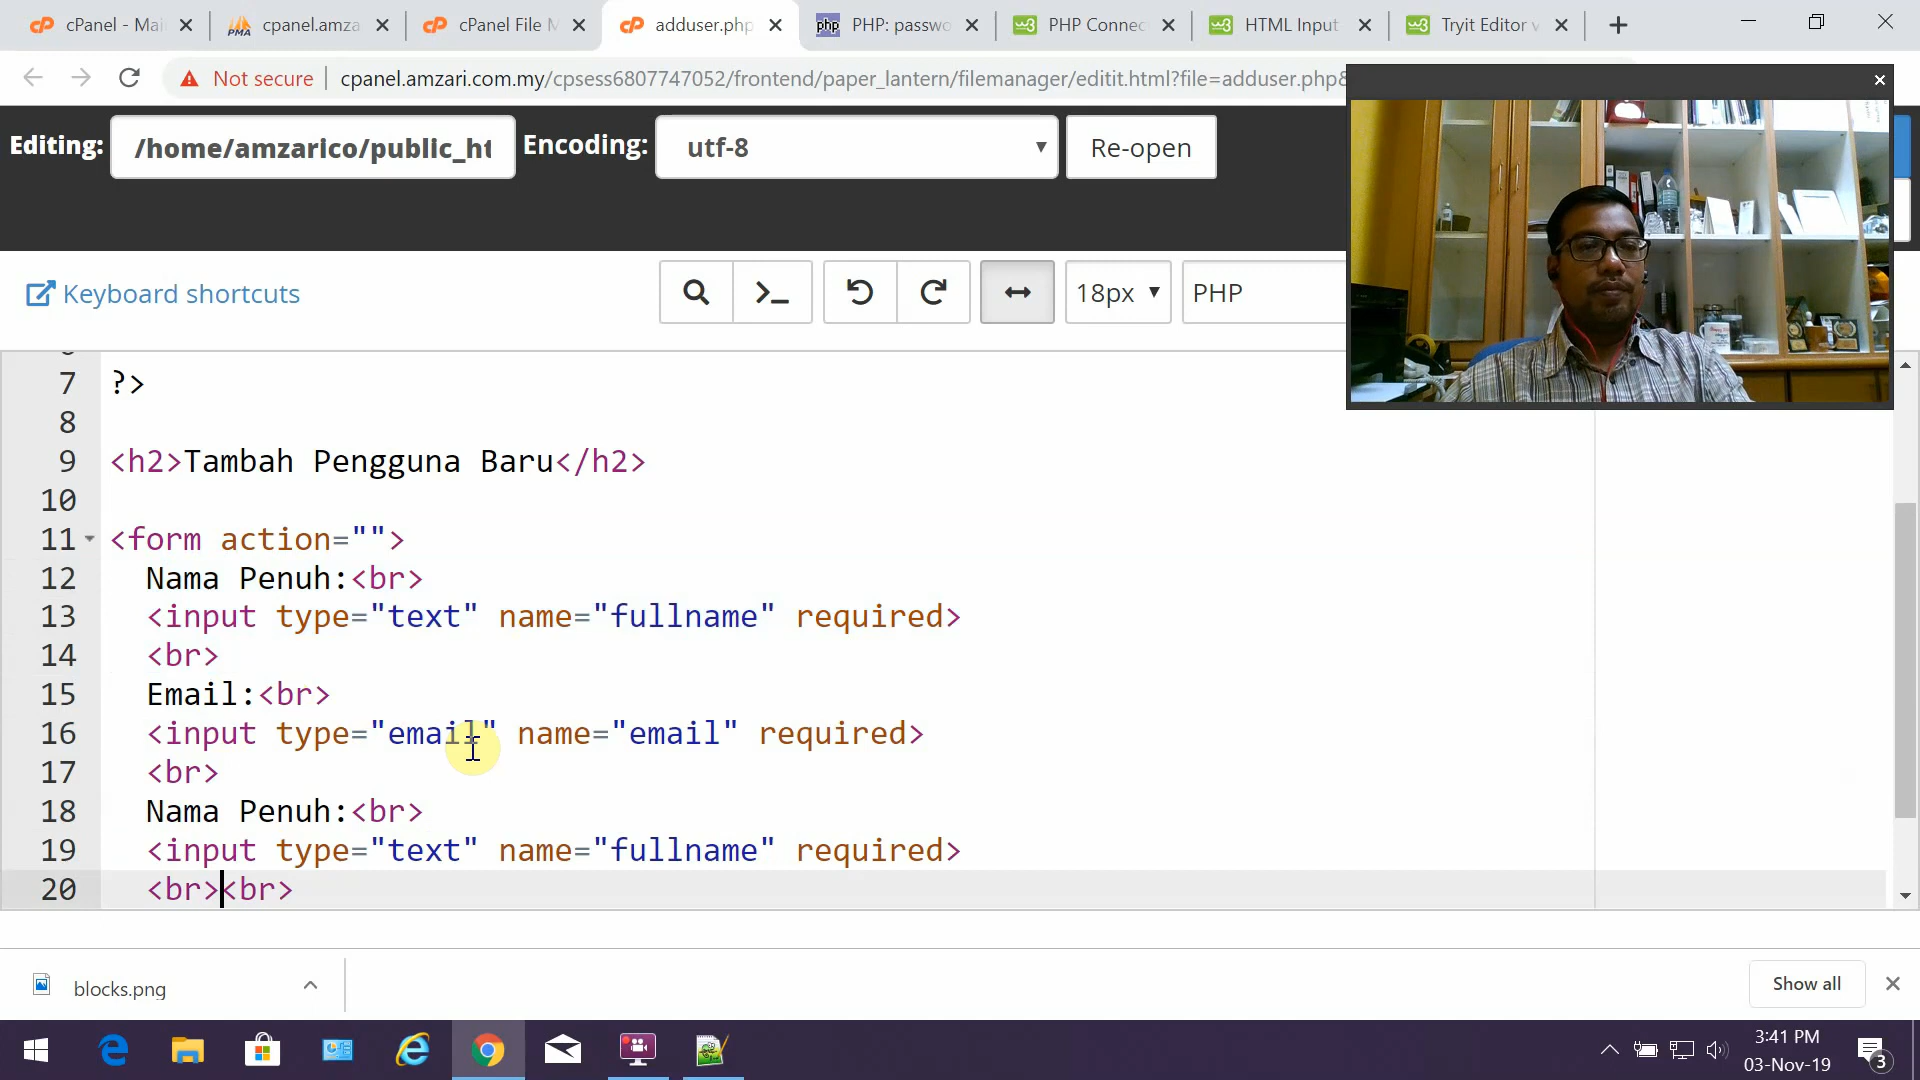 cPanel - Mai
cpanel.amza
cPanel File M
adduser.php
PHP: passwo
PHP Connec
HTML Input
Tryit Editor v
Not secure
cpanel.amzari.com.my/cpsess6807747052/frontend/paper_lantern/filemanager/editit.html?file=adduser.php&
Editing:
/home/amzarico/public_ht
Encoding:
utf-8
Re-open
Keyboard shortcuts
18px
PHP
7 ?>
8
9 <h2>Tambah Pengguna Baru</h2>
10
11 <form action="">
12 Nama Penuh:<br>
13 <input type="text" name="fullname" required>
14 <br>
15 Email:<br>
16 <input type="email" name="email" required>
17 <br>
18 Nama Penuh:<br>
19 <input type="text" name="fullname" required>
20 <br><br>
blocks.png
Show all
3:41 PM
03-Nov-19
3